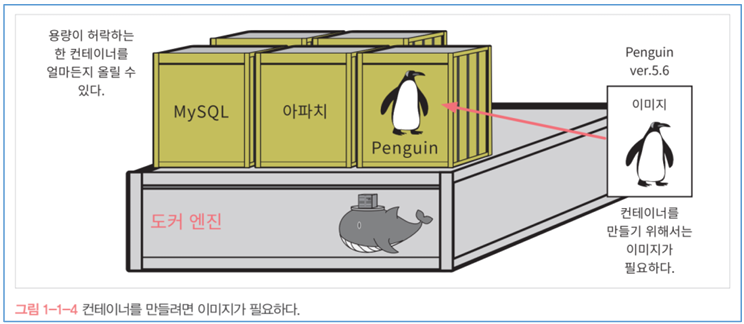 용량이 허락하는
한 컨테이너를
얼마든지 올릴 수
있다.
MySQL
아파치
Penguin
Penguin
ver.5.6
이미지
도커 엔진
컨테이너를
만들기 위해서는
이미지가
필요하다.
그림 1-1-4 컨테이너를 만들려면 이미지가 필요하다.